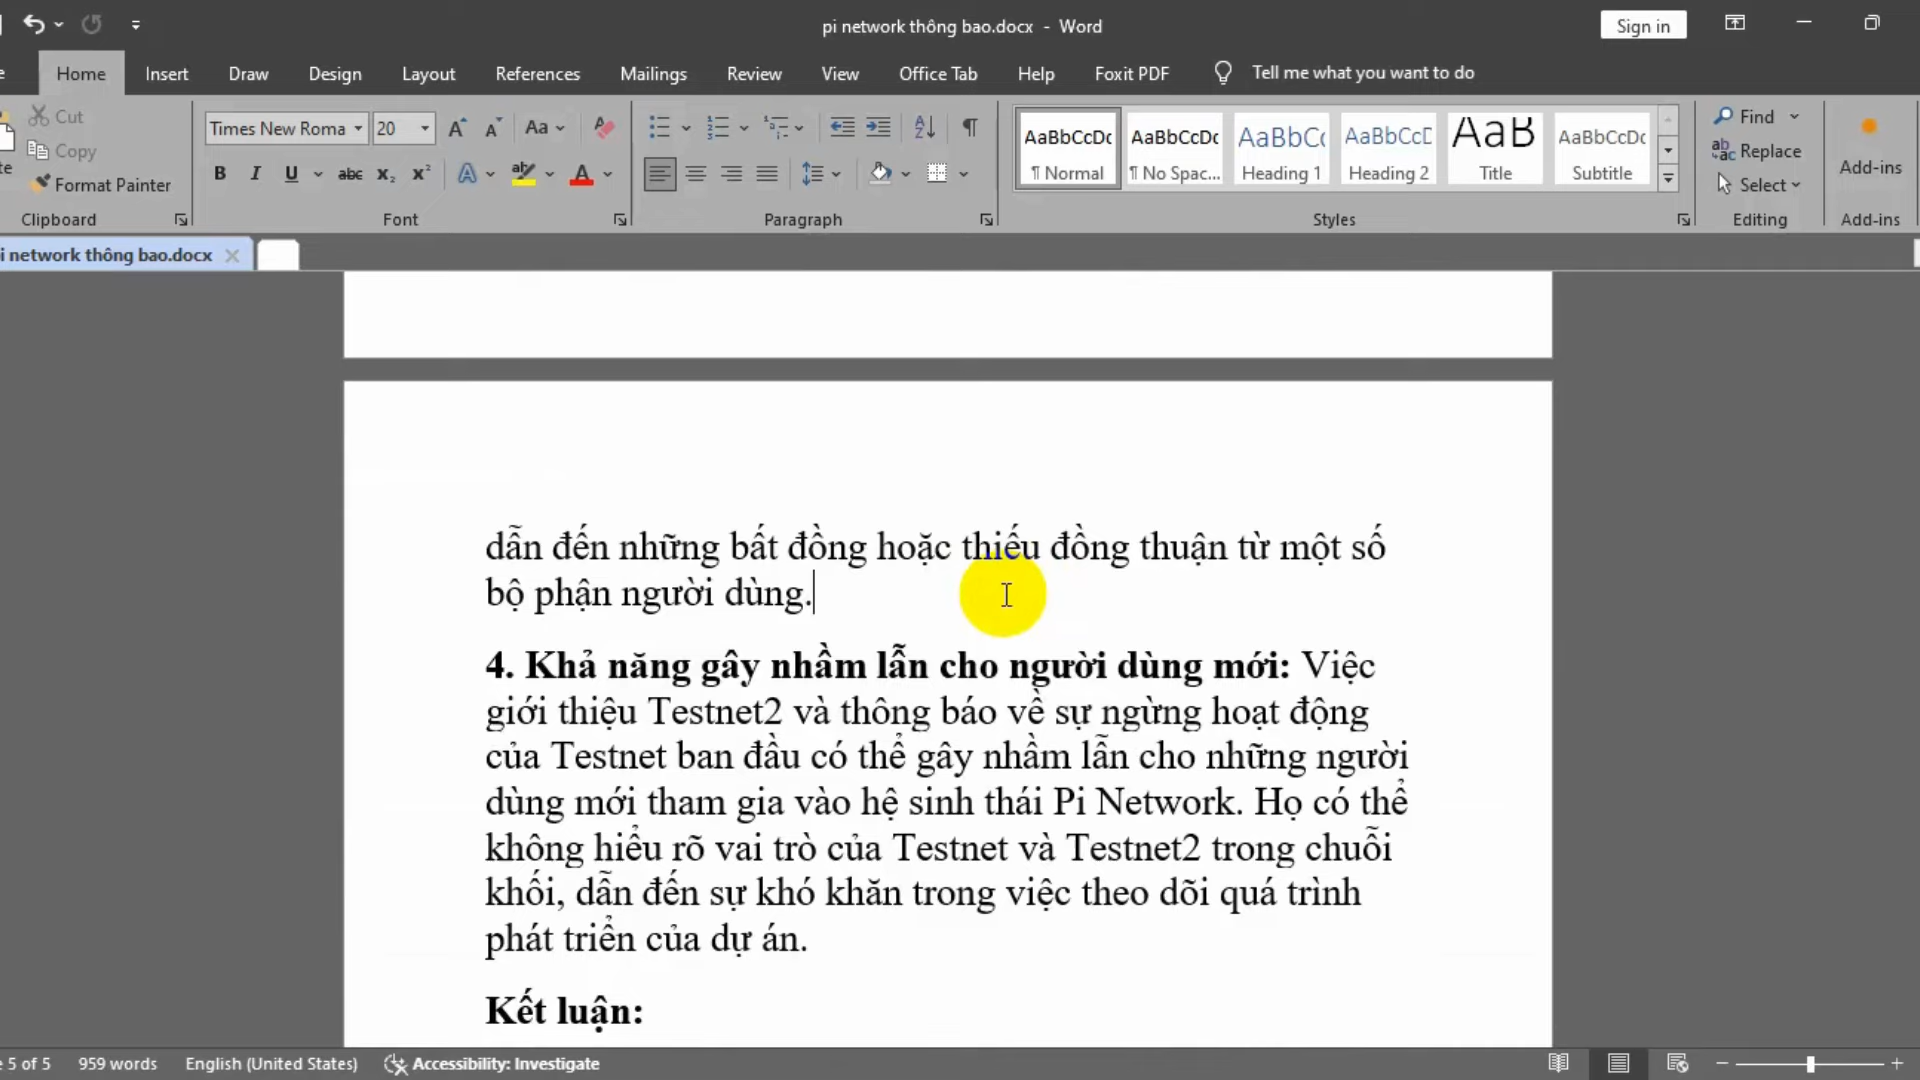 pi network thông bao.docx - Word
Sign in
Home Insert Draw Design Layout References Mailings Review View Office Tab Help Foxit PDF Tell me what you want to do
Cut
Copy
Format Painter
Clipboard
Times New Roma 20
Aa
B I U abc x₂ x² A A
Font
Paragraph
AaBbCcDc AaBbCcDc AaBbC AaBbCcE AaB AaBbCcD
¶ Normal ¶ No Spac... Heading 1 Heading 2 Title Subtitle
Styles
Find
Replace
Select
Editing
Add-ins
Add-ins
i network thông bao.docx
dẫn đến những bất đồng hoặc thiếu đồng thuận từ một số
bộ phận người dùng.
4. Khả năng gây nhầm lẫn cho người dùng mới: Việc
giới thiệu Testnet2 và thông báo về sự ngừng hoạt động
của Testnet ban đầu có thể gây nhầm lẫn cho những người
dùng mới tham gia vào hệ sinh thái Pi Network. Họ có thể
không hiểu rõ vai trò của Testnet và Testnet2 trong chuỗi
khối, dẫn đến sự khó khăn trong việc theo dõi quá trình
phát triển của dự án.
Kết luận:
5 of 5 959 words English (United States) Accessibility: Investigate